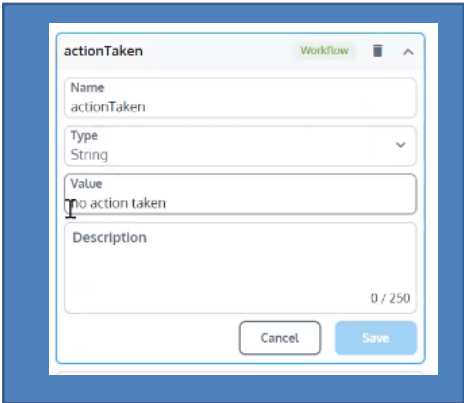 actionTaken Workflow
Name
actionTaken
Type
String
Value
no action taken
Description
0 / 250
Cancel Save